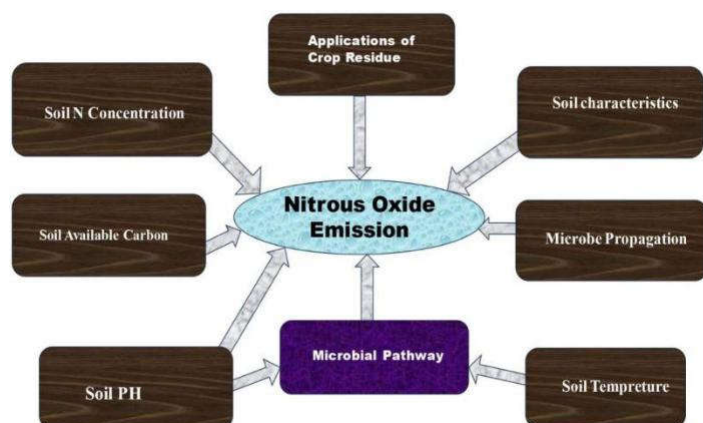 Applications of
Crop Residue
Soil N Concentration
Soil characteristics
Nitrous Oxide
Emission
Soil Available Carbon
Microbe Propagation
Microbial Pathway
Soil PH
Soil Tempreture